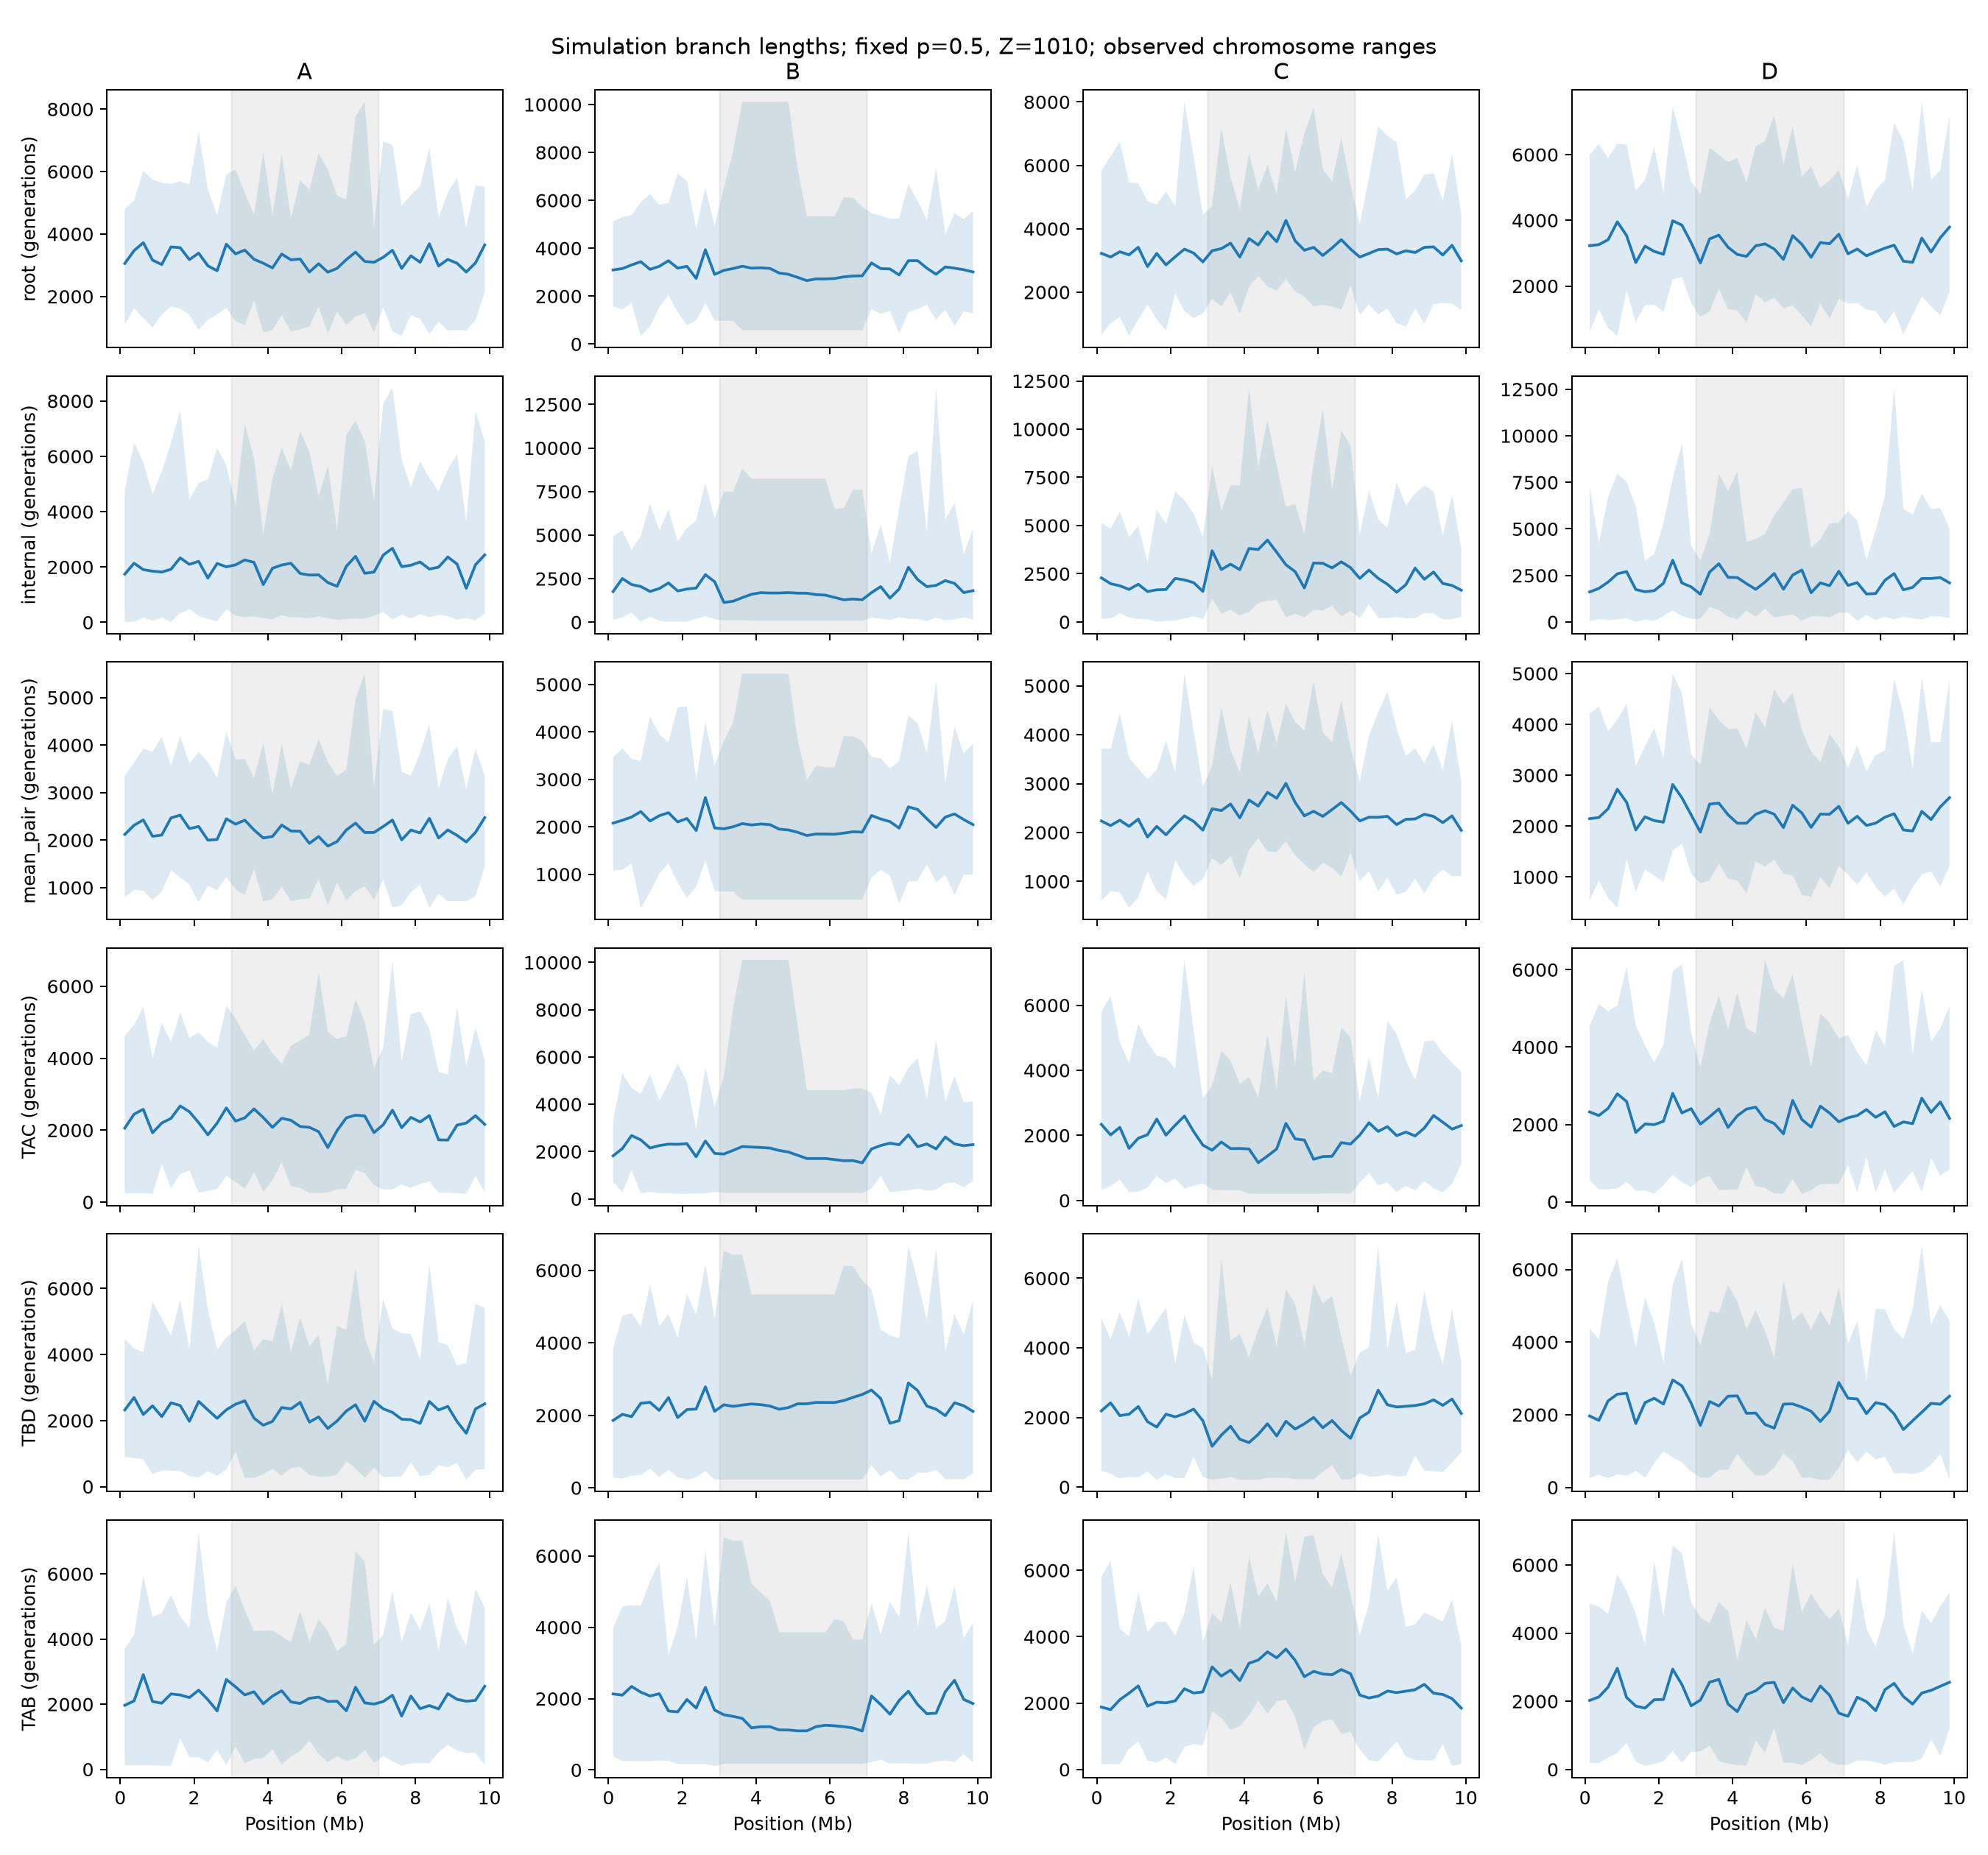 Simulation branch lengths; fixed p=0.5, Z=1010; observed chromosome ranges
A B C D
root (generations)
8000 6000 4000 2000
10000 8000 6000 4000 2000 0
8000 6000 4000 2000
6000 4000 2000
internal (generations)
8000 6000 4000 2000 0
12500 10000 7500 5000 2500 0
12500 10000 7500 5000 2500 0
12500 10000 7500 5000 2500 0
mean_pair (generations)
5000 4000 3000 2000 1000
5000 4000 3000 2000 1000
5000 4000 3000 2000 1000
5000 4000 3000 2000 1000
TAC (generations)
6000 4000 2000 0
10000 8000 6000 4000 2000 0
6000 4000 2000 0
6000 4000 2000 0
TBD (generations)
6000 4000 2000 0
6000 4000 2000 0
6000 4000 2000 0
6000 4000 2000 0
TAB (generations)
6000 4000 2000 0
6000 4000 2000 0
6000 4000 2000 0
6000 4000 2000 0
0 2 4 6 8 10
0 2 4 6 8 10
0 2 4 6 8 10
0 2 4 6 8 10
Position (Mb)
Position (Mb)
Position (Mb)
Position (Mb)